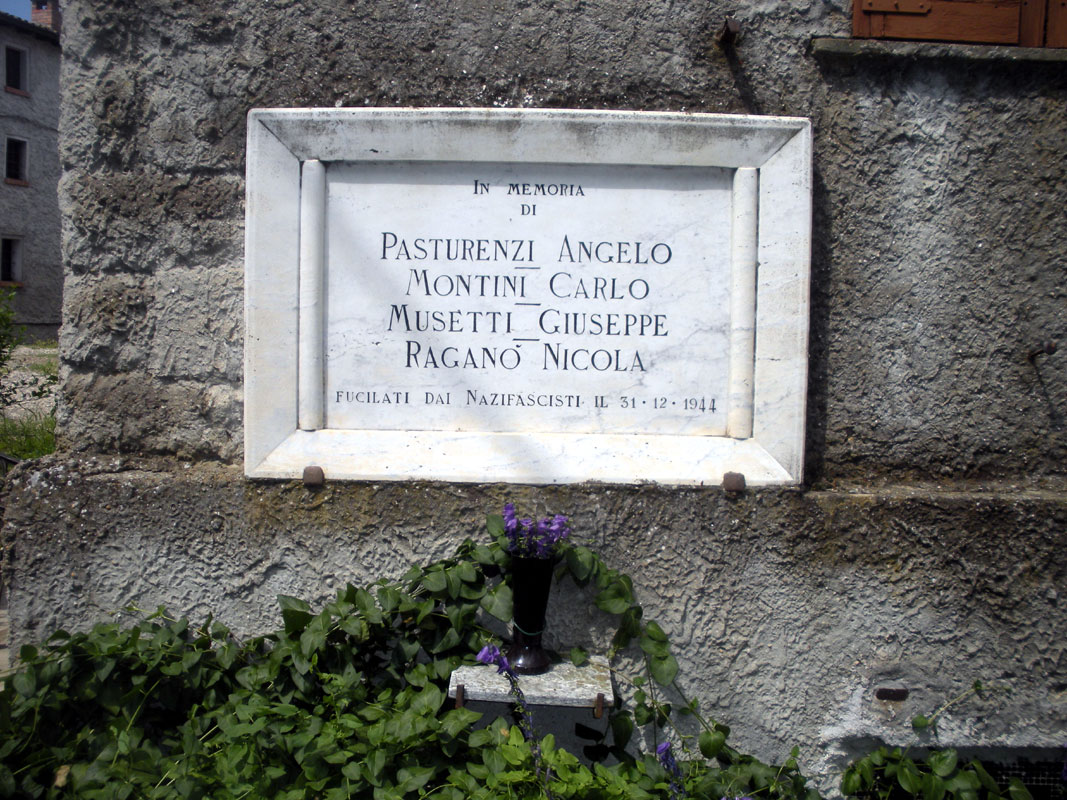 In memoria
di
Pasturenzi Angelo
Montini Carlo
Musetti Giuseppe
Ragano Nicola
fucilati dai Nazifascisti il 31·12·1944